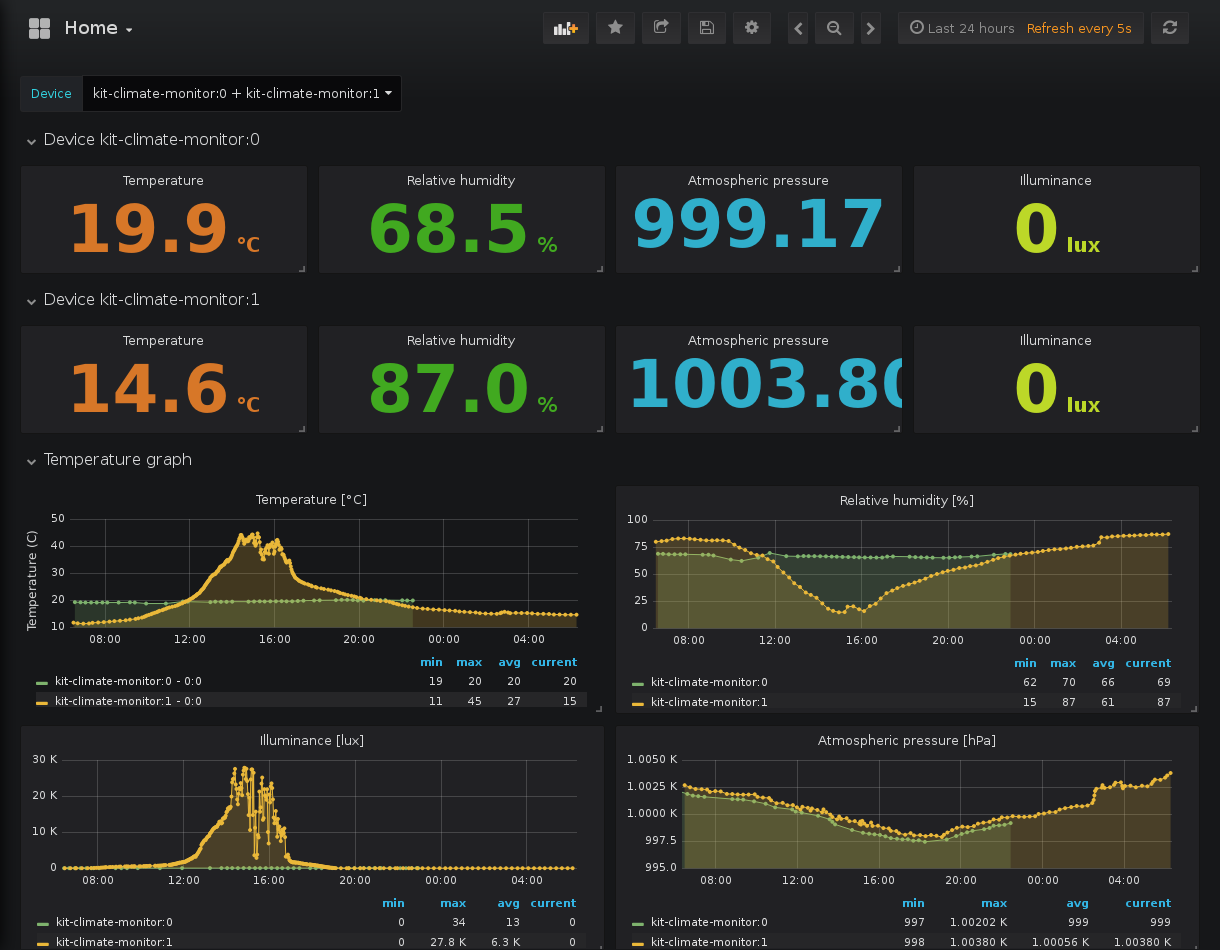 Home
Last 24 hours Refresh every 5s
Device kit-climate-monitor:0 + kit-climate-monitor:1
Device kit-climate-monitor:0
Temperature Relative humidity Atmospheric pressure Illuminance
19.9 °C 68.5 % 999.17 0 lux
Device kit-climate-monitor:1
Temperature Relative humidity Atmospheric pressure Illuminance
14.6 °C 87.0 % 1003.80 0 lux
Temperature graph
Temperature [°C]
Temperature (C)
50
40
30
20
10
08:00 12:00 16:00 20:00 00:00 04:00
min max avg current
kit-climate-monitor:0 - 0:0 19 20 20 20
kit-climate-monitor:1 - 0:0 11 45 27 15
Relative humidity [%]
100
75
50
25
0
08:00 12:00 16:00 20:00 00:00 04:00
min max avg current
kit-climate-monitor:0 62 70 66 69
kit-climate-monitor:1 15 87 61 87
Illuminance [lux]
30 K
20 K
10 K
0
08:00 12:00 16:00 20:00 00:00 04:00
min max avg current
kit-climate-monitor:0 0 34 13 0
kit-climate-monitor:1 0 27.8 K 6.3 K 0
Atmospheric pressure [hPa]
1.0050 K
1.0025 K
1.0000 K
997.5
995.0
08:00 12:00 16:00 20:00 00:00 04:00
min max avg current
kit-climate-monitor:0 997 1.00202 K 999 999
kit-climate-monitor:1 998 1.00380 K 1.00056 K 1.00380 K